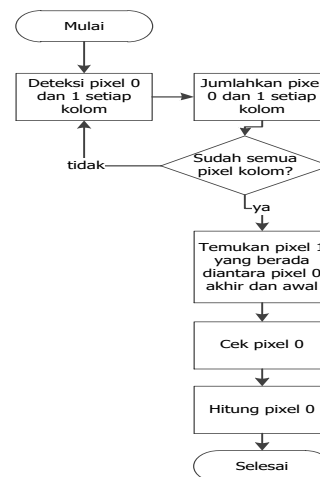 Mulai
Deteksi pixel 0
dan 1 setiap
kolom
Jumlahkan pixe
0 dan 1 setiap
kolom
Sudah semua
pixel kolom?
tidak
ya
Temukan pixel 1
yang berada
diantara pixel 0
akhir dan awal
Cek pixel 0
Hitung pixel 0
Selesai